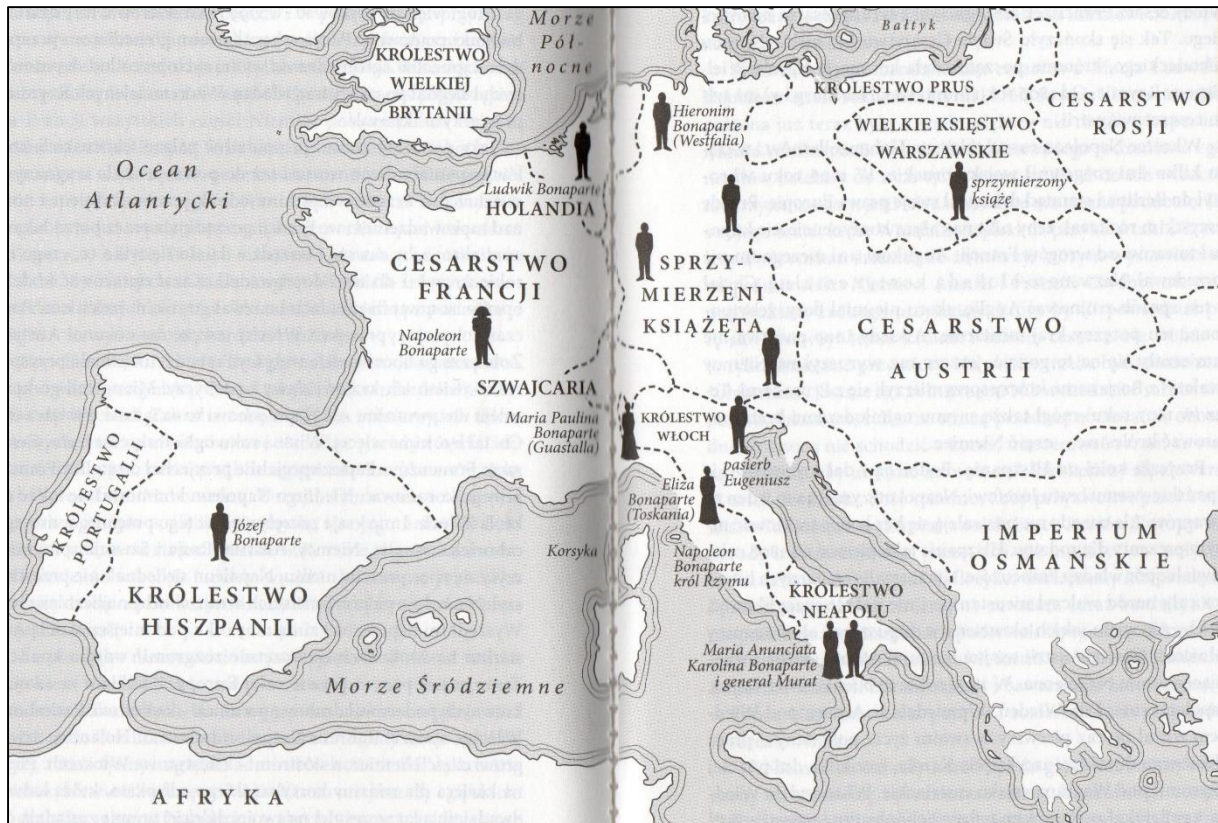 Morze
Pół-
nocne
Bałtyk
KRÓLESTWO
WIELKIEJ
BRYTANII
KRÓLESTWO PRUS
CESARSTWO
ROSJI
Hieronim
Bonaparte
(Westfalia)
WIELKIE KSIĘSTWO
WARSZAWSKIE
sprzymierzony
książę
Ocean
Atlantycki
Ludwik Bonaparte
HOLANDIA
CESARSTWO
FRANCJI
Napoleon
Bonaparte
SPRZY-
MIERZENI
KSIĄŻĘTA
CESARSTWO
AUSTRII
SZWAJCARIA
Maria Paulina
Bonaparte
(Guastalla)
KRÓLESTWO
WŁOCH
pasierb
Eugeniusz
Eliza
Bonaparte
(Toskania)
KRÓLESTWO
PORTUGALII
Józef
Bonaparte
KRÓLESTWO
HISZPANII
Korsyka
Napoleon
Bonaparte
król Rzymu
IMPERIUM
OSMAŃSKIE
KRÓLESTWO
NEAPOLU
Maria Anuncjata
Karolina Bonaparte
i generał Murat
Morze Śródziemne
AFRYKA